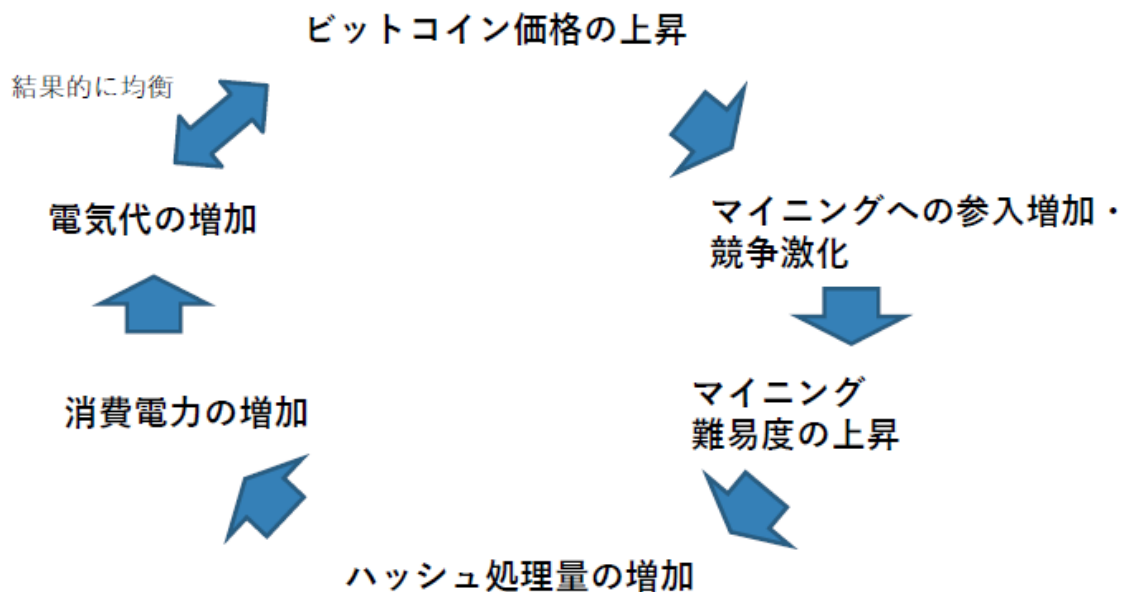 ビットコイン価格の上昇
結果的に均衡
電気代の増加
マイニングへの参入増加・
競争激化
消費電力の増加
マイニング
難易度の上昇
ハッシュ処理量の増加